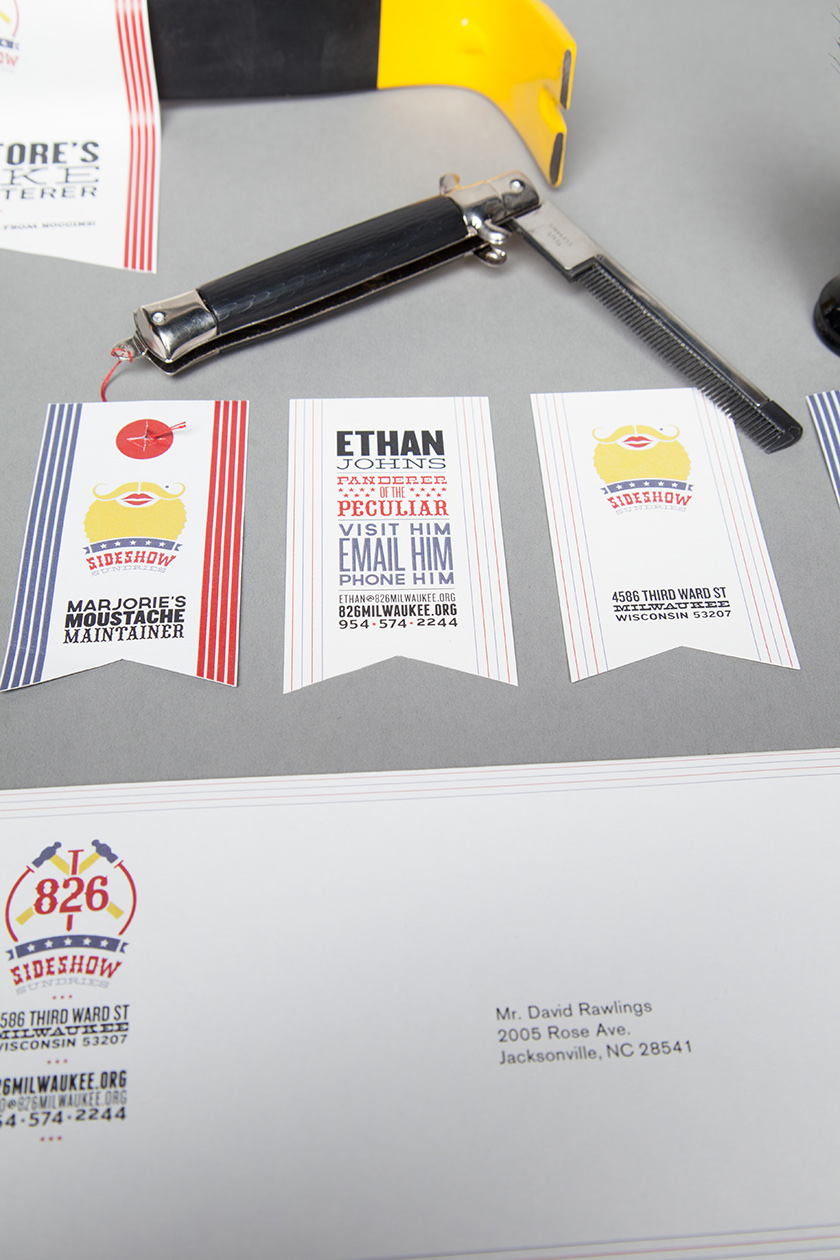 TORE'S
KE
TERER
FROM NOGGINS!
SIDESHOW
SUNDRIES
MARJORIE'S
MOUSTACHE
MAINTAINER
ETHAN
JOHNS
PANDERER
OF THE
PECULIAR
VISIT HIM
EMAIL HIM
PHONE HIM
ETHAN@826MILWAUKEE.ORG
826MILWAUKEE.ORG
954·574·2244
SIDESHOW
SUNDRIES
4586 THIRD WARD ST
MILWAUKEE
WISCONSIN 53207
826
SIDESHOW
SUNDRIES
586 THIRD WARD ST
MILWAUKEE
WISCONSIN 53207
26MILWAUKEE.ORG
O@826MILWAUKEE.ORG
54·574·2244
Mr. David Rawlings
2005 Rose Ave.
Jacksonville, NC 28541